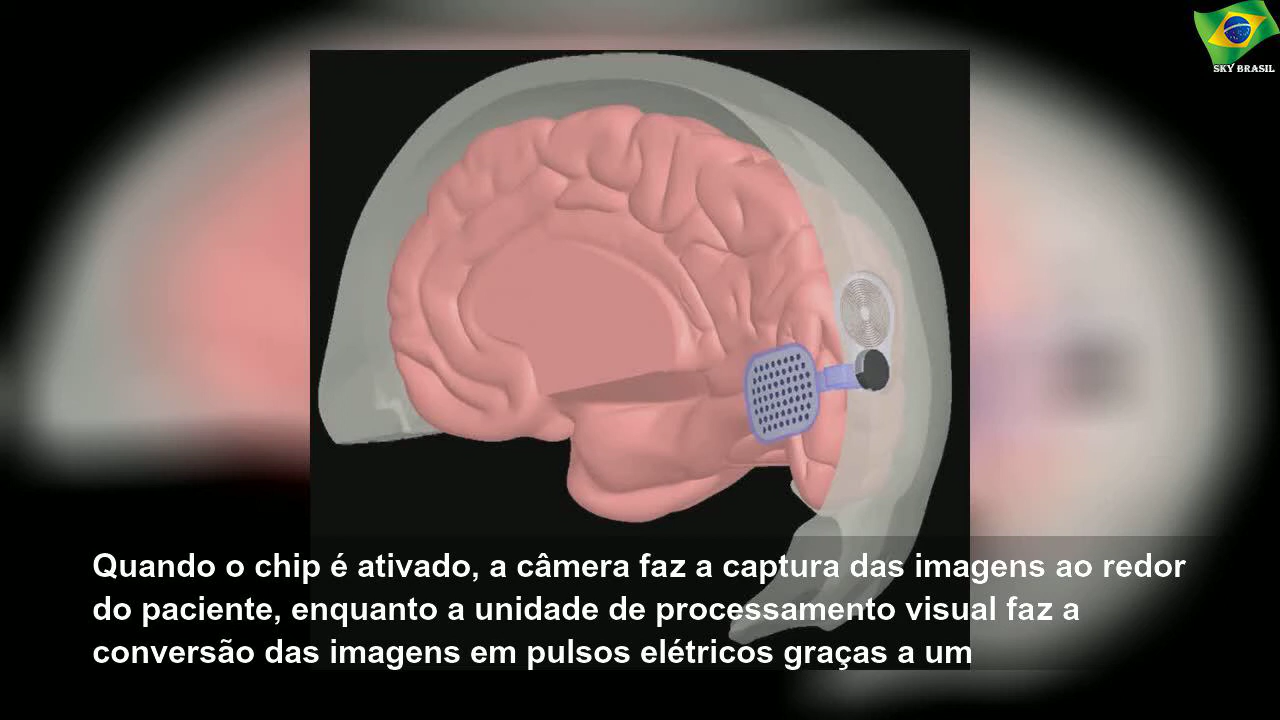 SKY BRASIL
Quando o chip é ativado, a câmera faz a captura das imagens ao redor
do paciente, enquanto a unidade de processamento visual faz a
conversão das imagens em pulsos elétricos graças a um